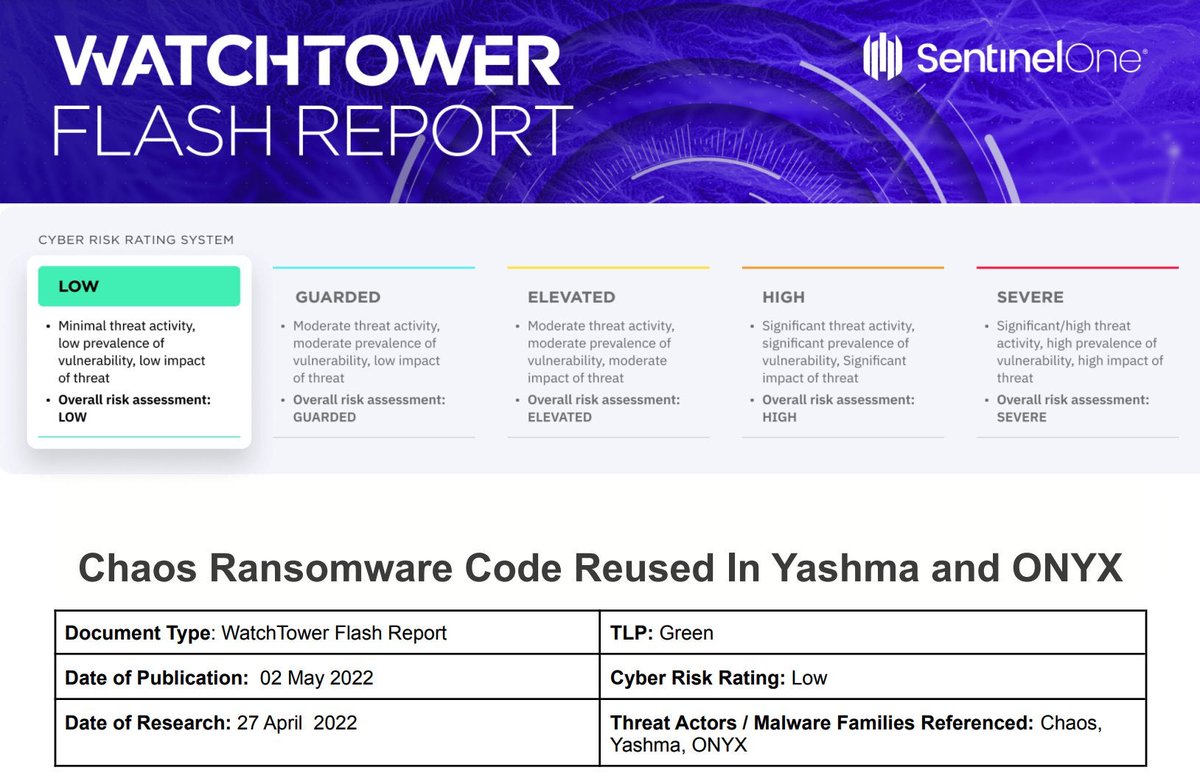 WATCHTOWER
FLASH REPORT
SentinelOne®
CYBER RISK RATING SYSTEM
LOW
• Minimal threat activity,
low prevalence of
vulnerability, low impact
of threat
• Overall risk assessment:
LOW
GUARDED
• Moderate threat activity,
moderate prevalence of
vulnerability, low impact
of threat
• Overall risk assessment:
GUARDED
ELEVATED
• Moderate threat activity,
moderate prevalence of
vulnerability, moderate
impact of threat
• Overall risk assessment:
ELEVATED
HIGH
• Significant threat activity,
significant prevalence of
vulnerability, Significant
impact of threat
• Overall risk assessment:
HIGH
SEVERE
• Significant/high threat
activity, high prevalence of
vulnerability, high impact of
threat
• Overall risk assessment:
SEVERE
Chaos Ransomware Code Reused In Yashma and ONYX
Document Type: WatchTower Flash Report
TLP: Green
Date of Publication: 02 May 2022
Cyber Risk Rating: Low
Date of Research: 27 April 2022
Threat Actors / Malware Families Referenced: Chaos,
Yashma, ONYX